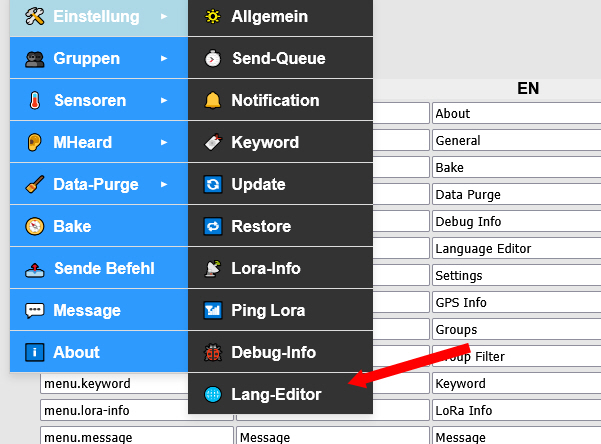 Einstellung
Gruppen
Sensoren
MHeard
Data-Purge
Bake
Sende Befehl
Message
About
Allgemein
Send-Queue
Notification
Keyword
Update
Restore
Lora-Info
Ping Lora
Debug-Info
Lang-Editor
EN
About
General
Bake
Data Purge
Debug Info
Language Editor
Settings
GPS Info
Groups
Group Filter
menu.keyword Keyword
menu.lora-info LoRa Info
menu.message Message Message